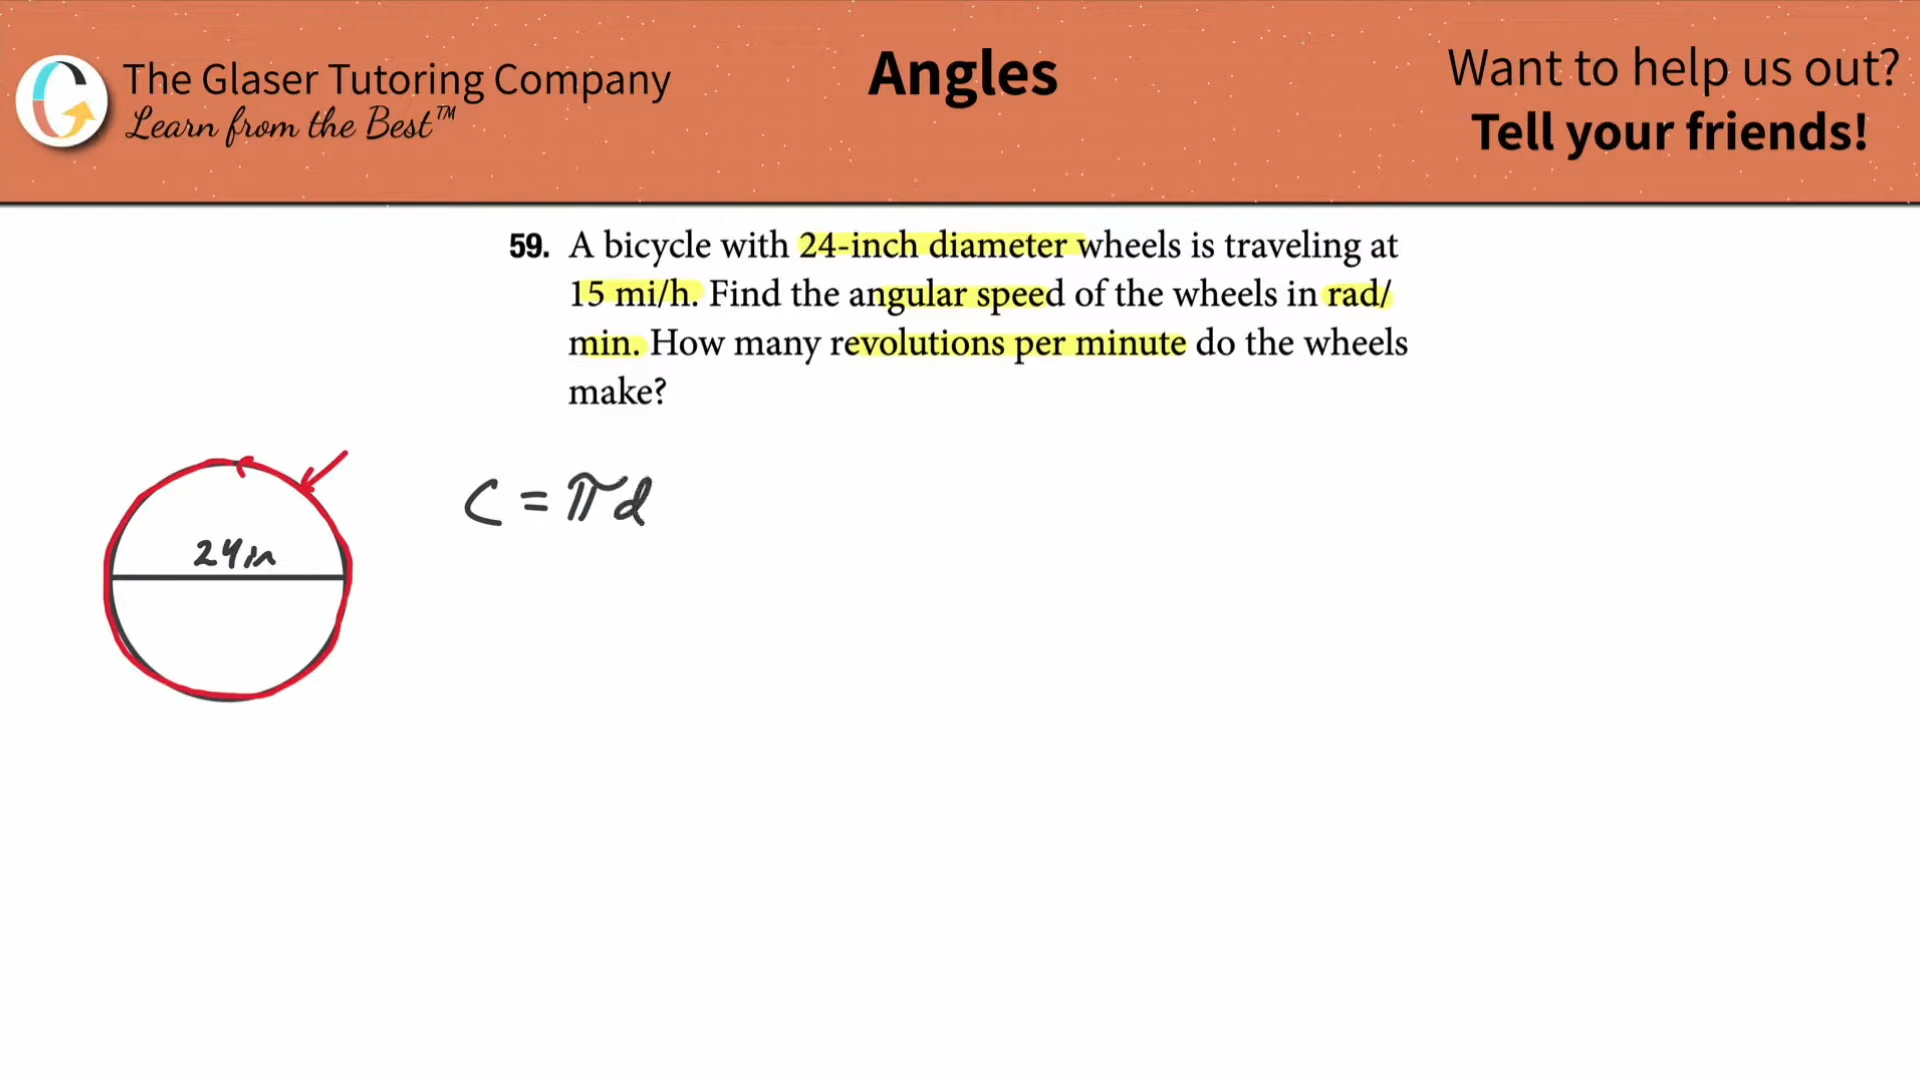 The Glaser Tutoring Company
Learn from the Best™
Angles
Want to help us out?
Tell your friends!
59. A bicycle with 24-inch diameter wheels is traveling at
15 mi/h. Find the angular speed of the wheels in rad/
min. How many revolutions per minute do the wheels
make?
C = πd
24in